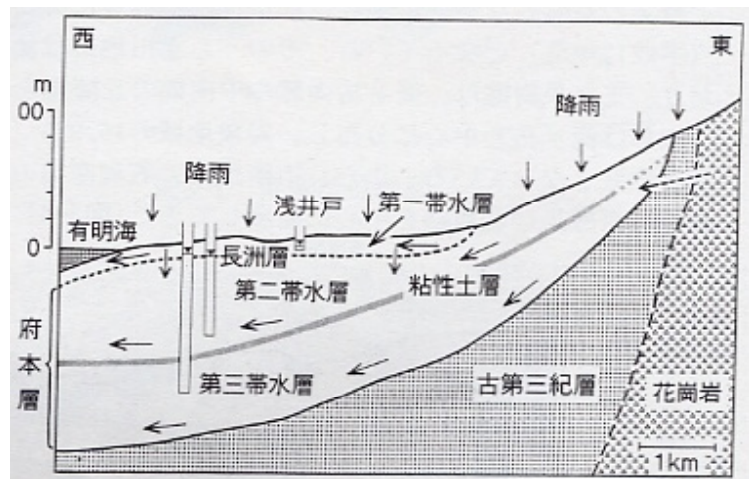 西
東
m
00
降雨
降雨
浅井戸
第一帯水層
有明海
0
長洲層
第二帯水層
粘性土層
府本層
第三帯水層
古第三紀層
花崗岩
1km